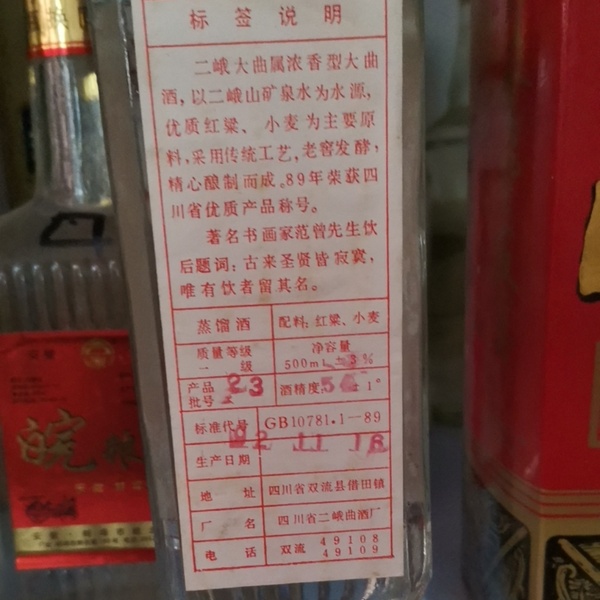 标签说明
二峨大曲属浓香型大曲
酒,以二峨山矿泉水为水源,
优质红粱、小麦为主要原
料,采用传统工艺,老窖发酵,
精心酿制而成。89年荣获四
川省优质产品称号。
著名书画家范曾先生饮
后题词:古来圣贤皆寂寞,
唯有饮者留其名。
蒸馏酒 配料:红粱、小麦
质量等级 净容量
一级 500ml ±3%
产品 23 酒精度 ±1°
批号
标准代号 GB10781·1—89
92 11 18
生产日期
地址 四川省双流县借田镇
厂名 四川省二峨曲酒厂
电话 双流 49108
49109
皖